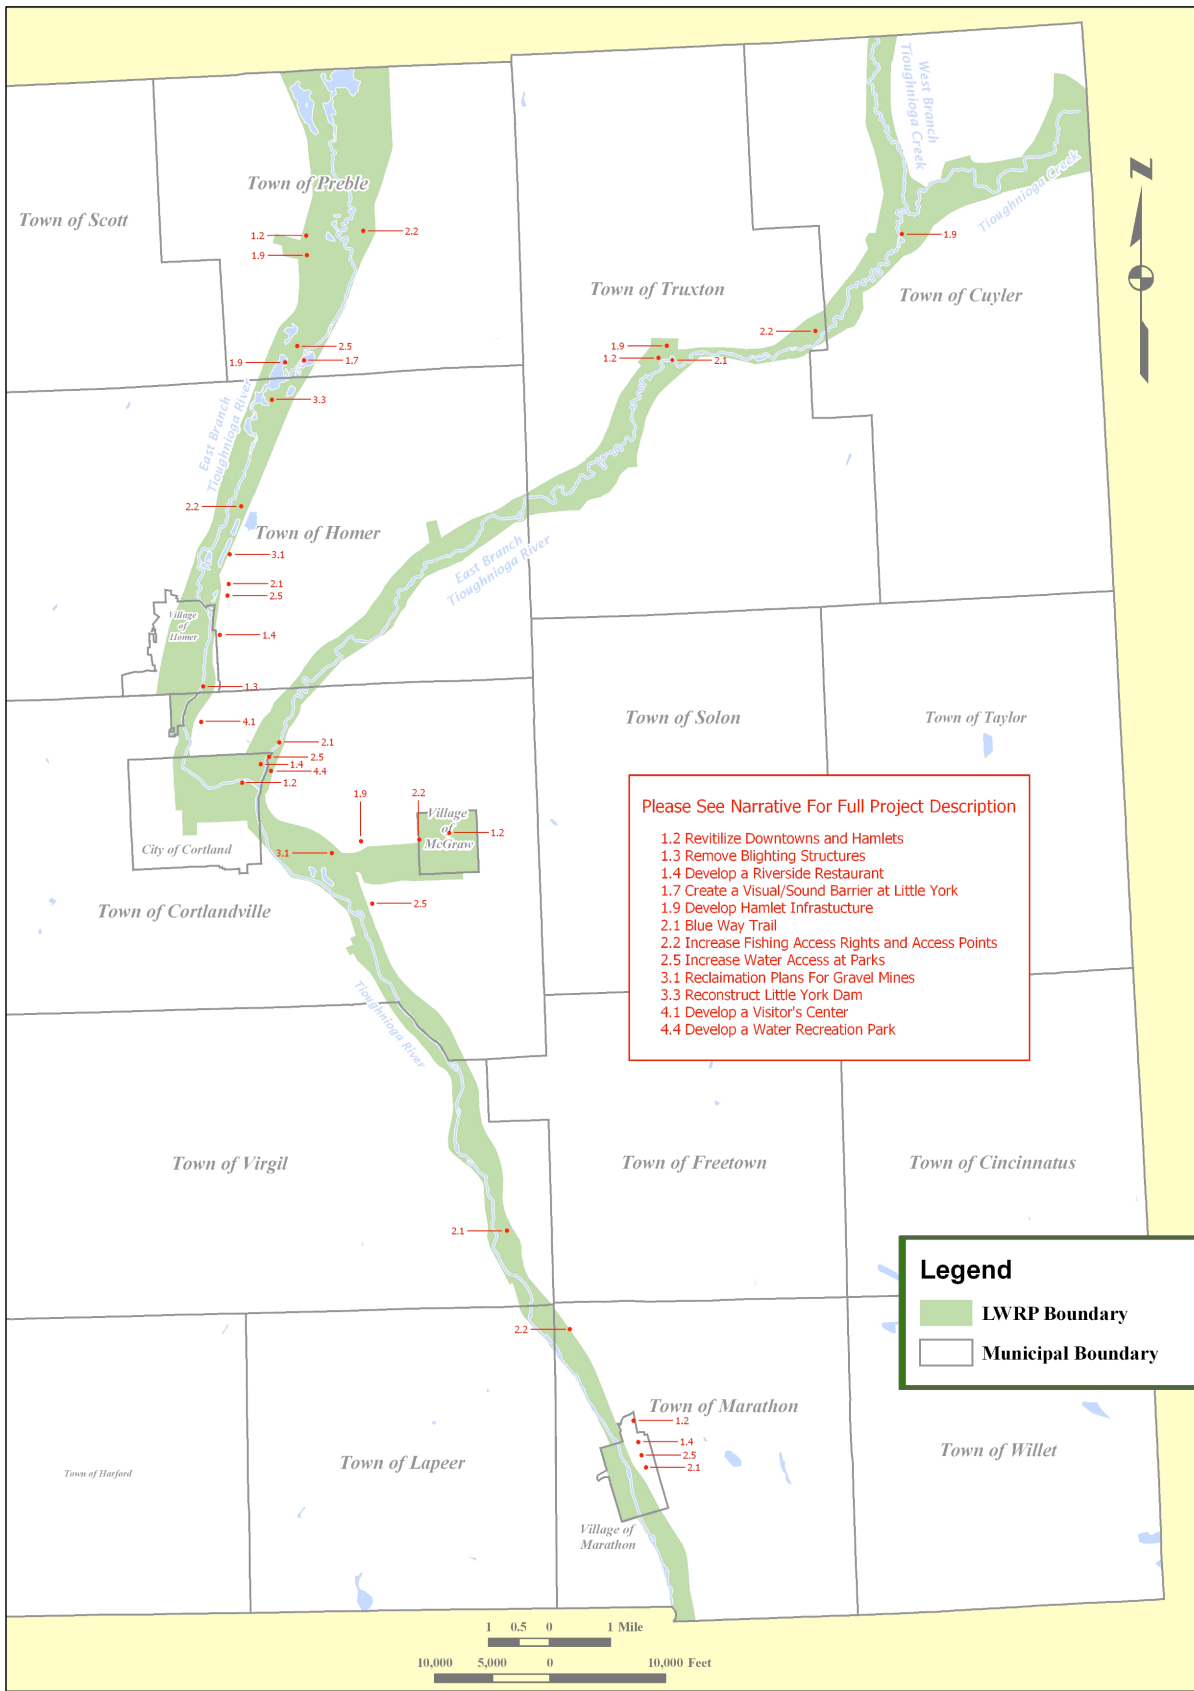 West Branch
Tioughnioga Creek
Tioughnioga Creek
Z
Town of Preble
Town of Scott
1.2
2.2
1.9
1.9
Town of Truxton
Town of Cuyler
2.2
2.5
1.9
1.7
1.9
1.2
2.1
3.3
East Branch
Tioughnioga River
2.2
Town of Homer
3.1
East Branch
Tioughnioga River
2.1
2.5
Village
of
Homer
1.4
1.3
4.1
Town of Solon
Town of Taylor
2.1
2.5
1.4
4.4
1.2
1.9
2.2
Village
of
McGraw
1.2
City of Cortland
3.1
Town of Cortlandville
2.5
Please See Narrative For Full Project Description
1.2 Revitilize Downtowns and Hamlets
1.3 Remove Blighting Structures
1.4 Develop a Riverside Restaurant
1.7 Create a Visual/Sound Barrier at Little York
1.9 Develop Hamlet Infrastucture
2.1 Blue Way Trail
2.2 Increase Fishing Access Rights and Access Points
2.5 Increase Water Access at Parks
3.1 Reclaimation Plans For Gravel Mines
3.3 Reconstruct Little York Dam
4.1 Develop a Visitor's Center
4.4 Develop a Water Recreation Park
Tioughnioga River
Town of Virgil
Town of Freetown
Town of Cincinnatus
2.1
Legend
LWRP Boundary
Municipal Boundary
2.2
Town of Marathon
1.2
1.4
2.5
2.1
Town of Willet
Town of Lapeer
Town of Harford
Village of
Marathon
1 0.5 0 1 Mile
10,000 5,000 0 10,000 Feet